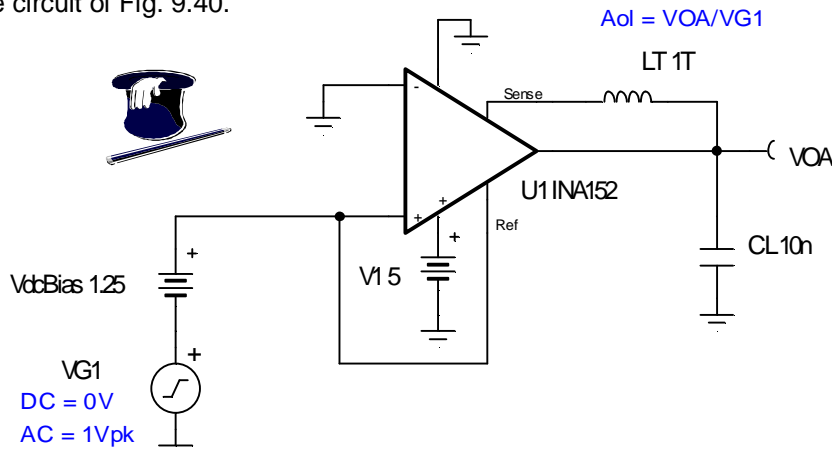 e circuit of Fig. 9.40.
Aol = VOA/VG1
LT 1T
Sense
-
VOA
U1 INA152
+
+
+
Ref
+
V1 5
CL 10n
VdcBias 1.25
+
VG1
DC = 0V
AC = 1Vpk